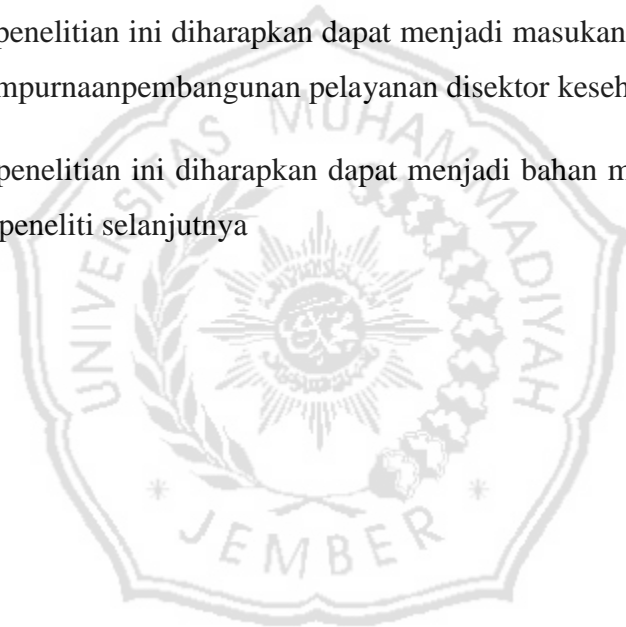 penelitian ini diharapkan dapat menjadi masukan
mpurnaanpembangunan pelayanan disektor keseh
penelitian ini diharapkan dapat menjadi bahan m
peneliti selanjutnya
UNIVERSITAS MUHAMMADIYAH
JEMBER